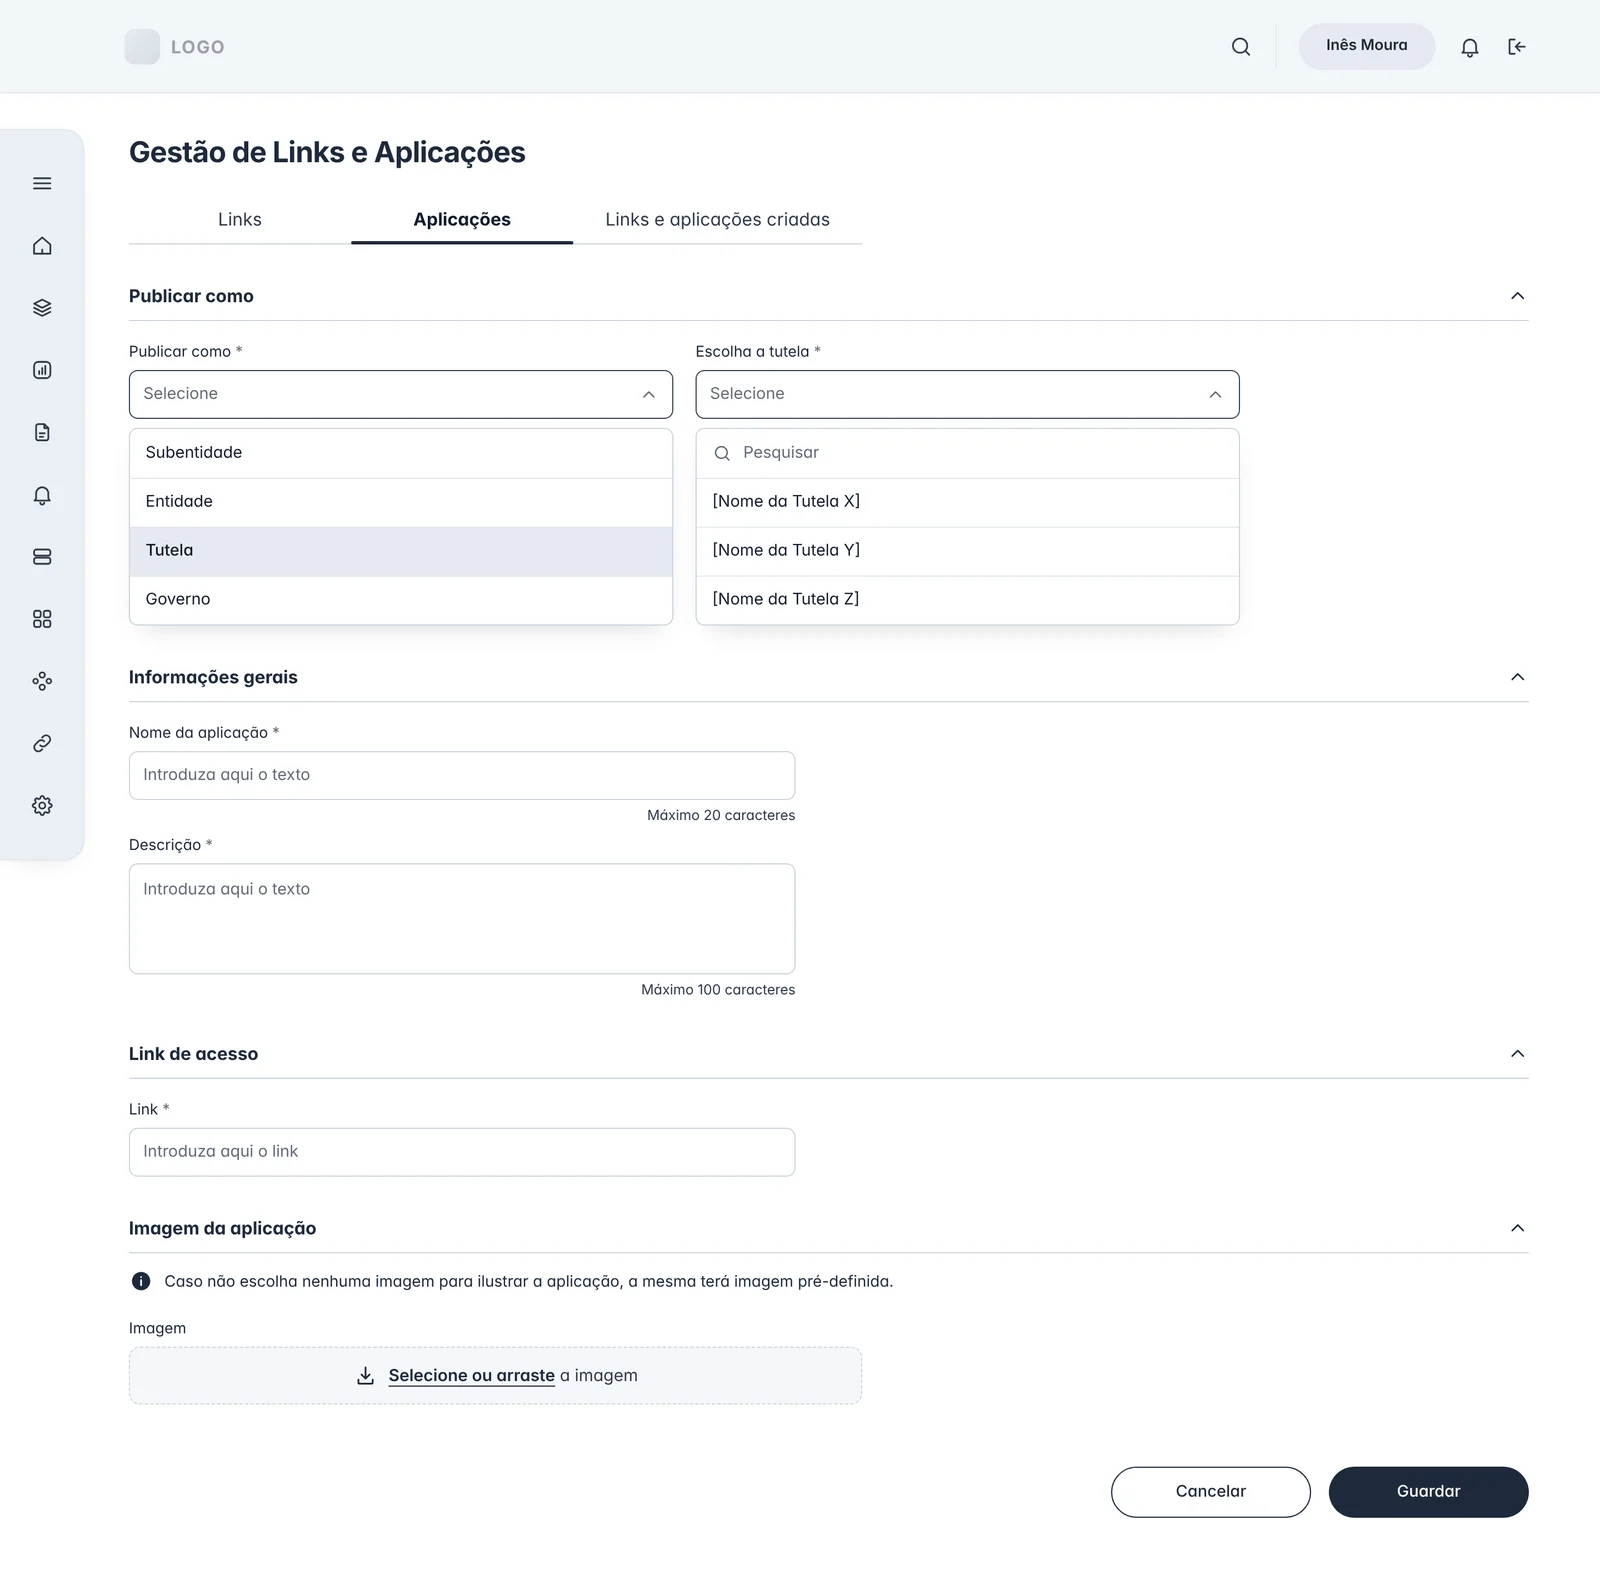 LOGO
Inês Moura
Gestão de Links e Aplicações
Links
Aplicações
Links e aplicações criadas
Publicar como
Publicar como *
Escolha a tutela *
Selecione
Selecione
Subentidade
Entidade
Tutela
Governo
Pesquisar
[Nome da Tutela X]
[Nome da Tutela Y]
[Nome da Tutela Z]
Informações gerais
Nome da aplicação *
Introduza aqui o texto
Máximo 20 caracteres
Descrição *
Introduza aqui o texto
Máximo 100 caracteres
Link de acesso
Link *
Introduza aqui o link
Imagem da aplicação
Caso não escolha nenhuma imagem para ilustrar a aplicação, a mesma terá imagem pré-definida.
Imagem
Selecione ou arraste a imagem
Cancelar
Guardar